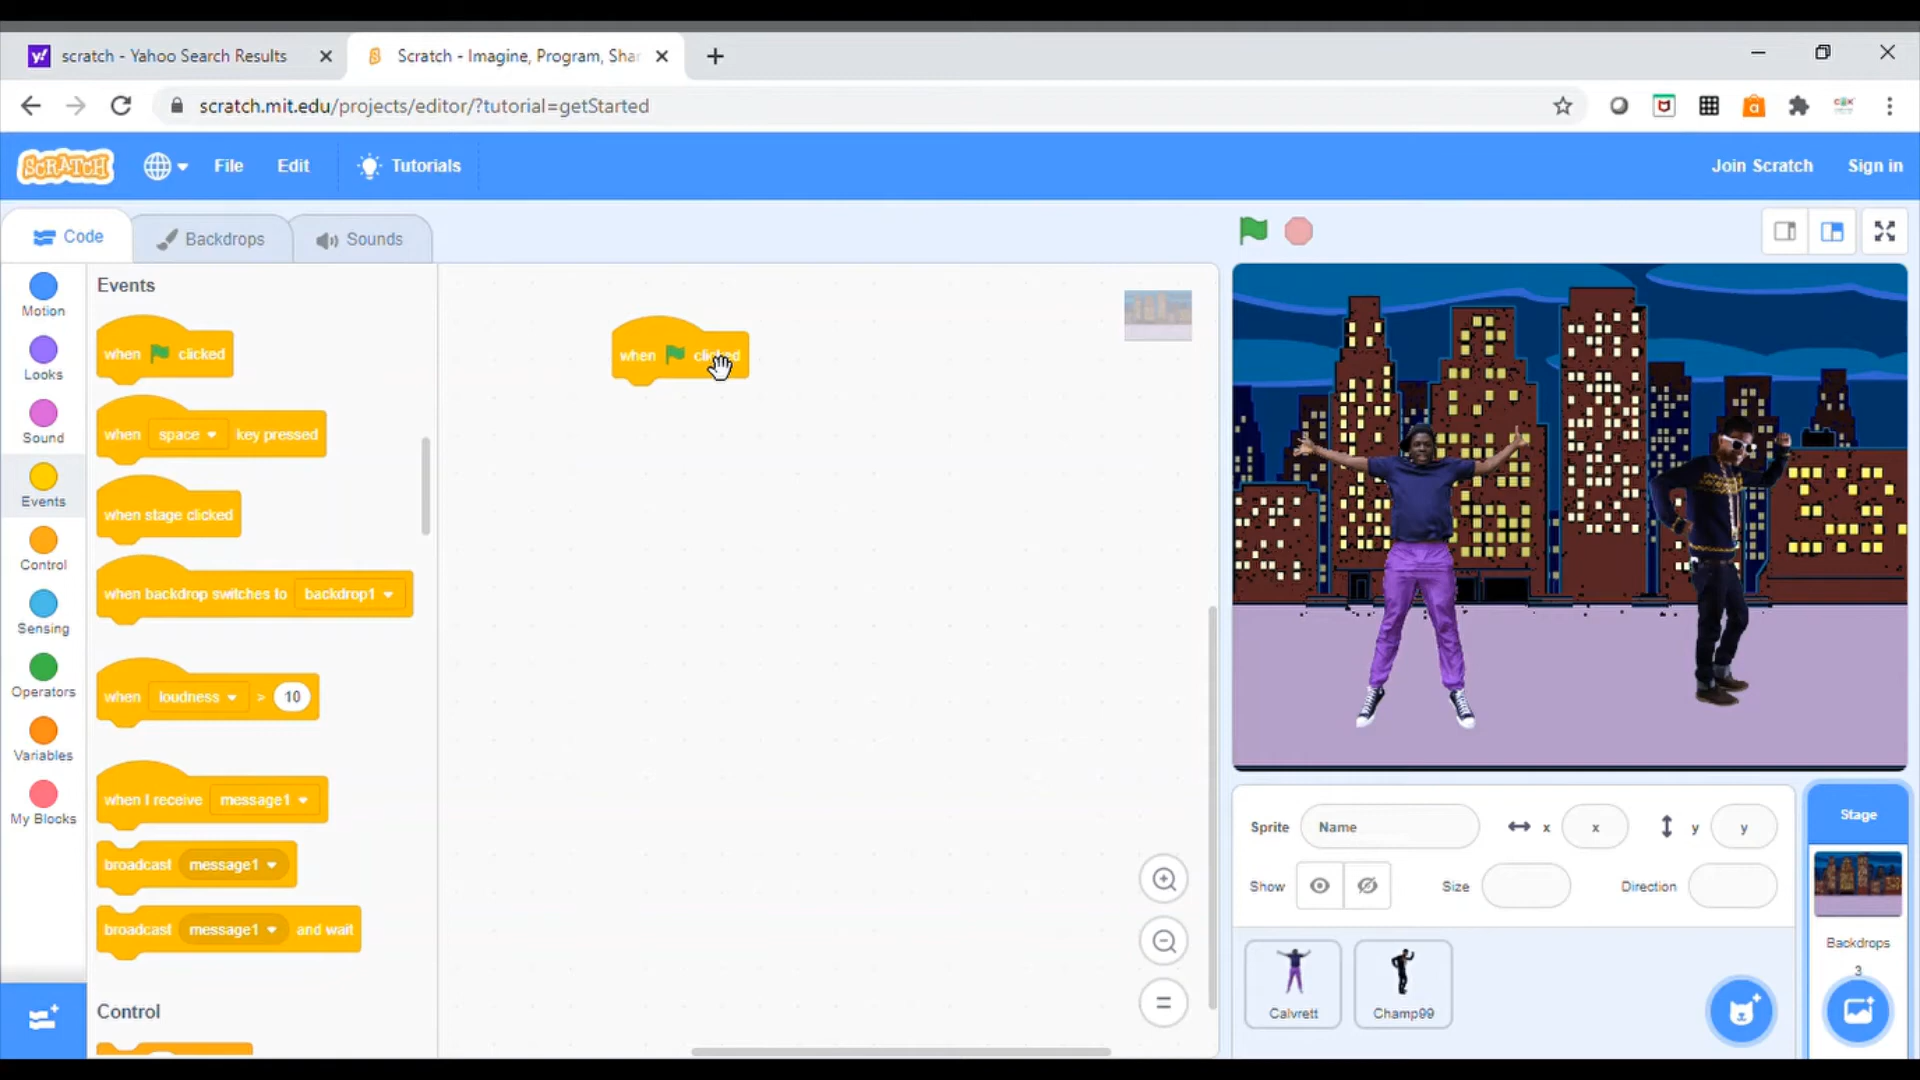 scratch - Yahoo Search Results
Scratch - Imagine, Program, Shar
scratch.mit.edu/projects/editor/?tutorial=getStarted
SCRATCH
File
Edit
Tutorials
Join Scratch
Sign in
Code
Backdrops
Sounds
Motion
Looks
Sound
Events
Control
Sensing
Operators
Variables
My Blocks
Events
when clicked
when space key pressed
when stage clicked
when backdrop switches to backdrop1
when loudness > 10
when I receive message1
broadcast message1
broadcast message1 and wait
Control
when clicked
Sprite Name x x y y
Show Size Direction
Calvrett
Champ99
Stage
Backdrops
3